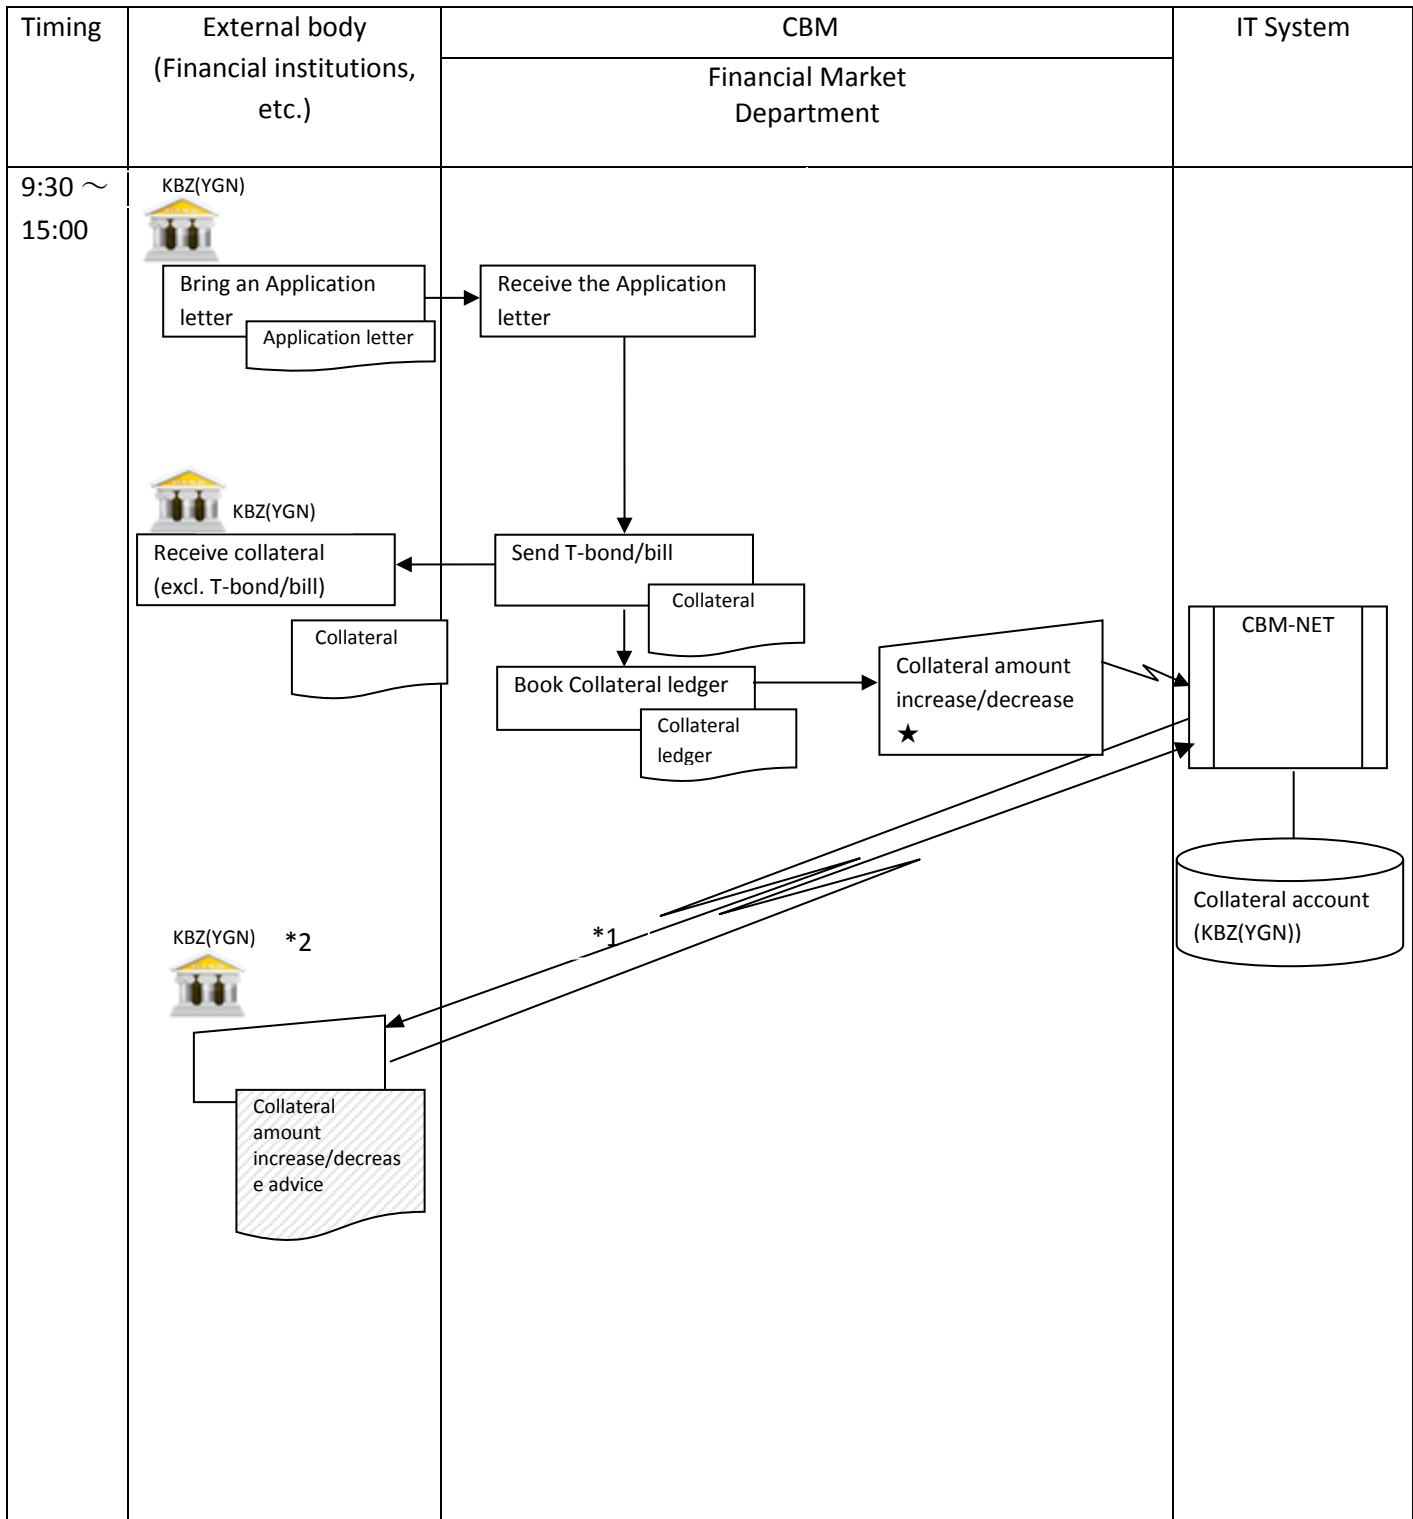 Timing
External body
(Financial institutions,
etc.)
CBM
Financial Market
Department
IT System
9:30 ~
15:00
KBZ(YGN)
Bring an Application
letter
Application letter
Receive the Application
letter
KBZ(YGN)
Receive collateral
(excl. T-bond/bill)
Collateral
Send T-bond/bill
Collateral
Book Collateral ledger
Collateral
ledger
Collateral amount
increase/decrease
★
CBM-NET
Collateral account
(KBZ(YGN))
KBZ(YGN)
*2
*1
Collateral
amount
increase/decreas
e advice